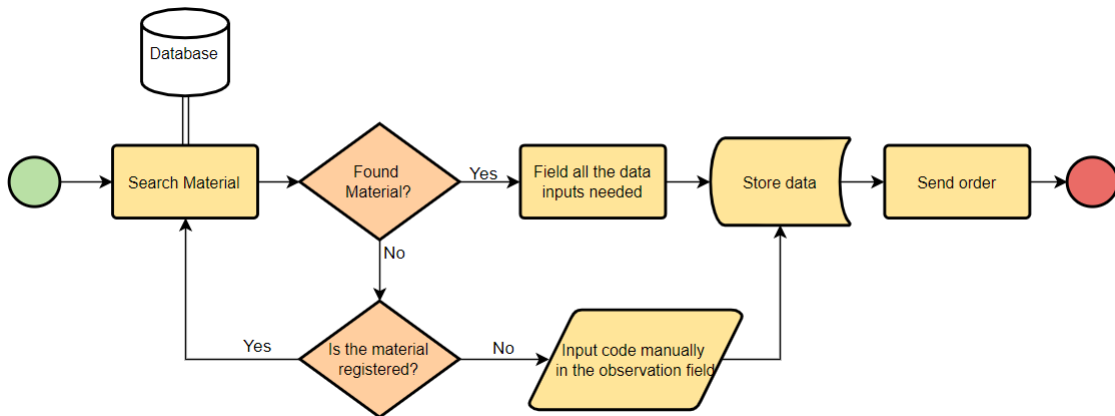 Database
Search Material
Found
Material?
Yes
Field all the data
inputs needed
Store data
Send order
No
Yes
Is the material
registered?
No
Input code manually
in the observation field